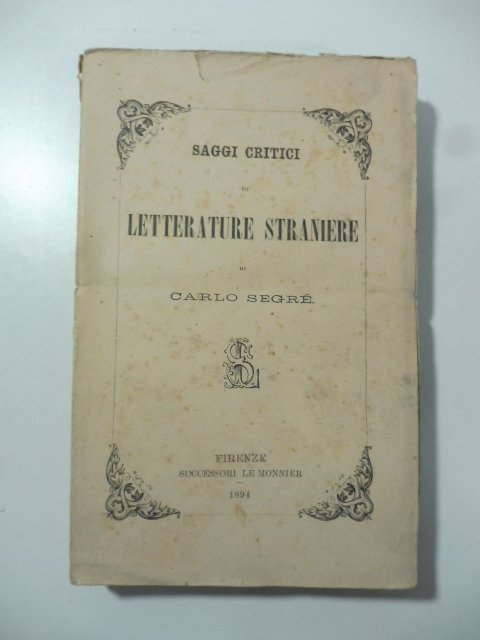 SAGGI CRITICI
DI
LETTERATURE STRANIERE
DI
CARLO SEGRÉ.
FIRENZE
SUCCESSORI LE MONNIER
1894